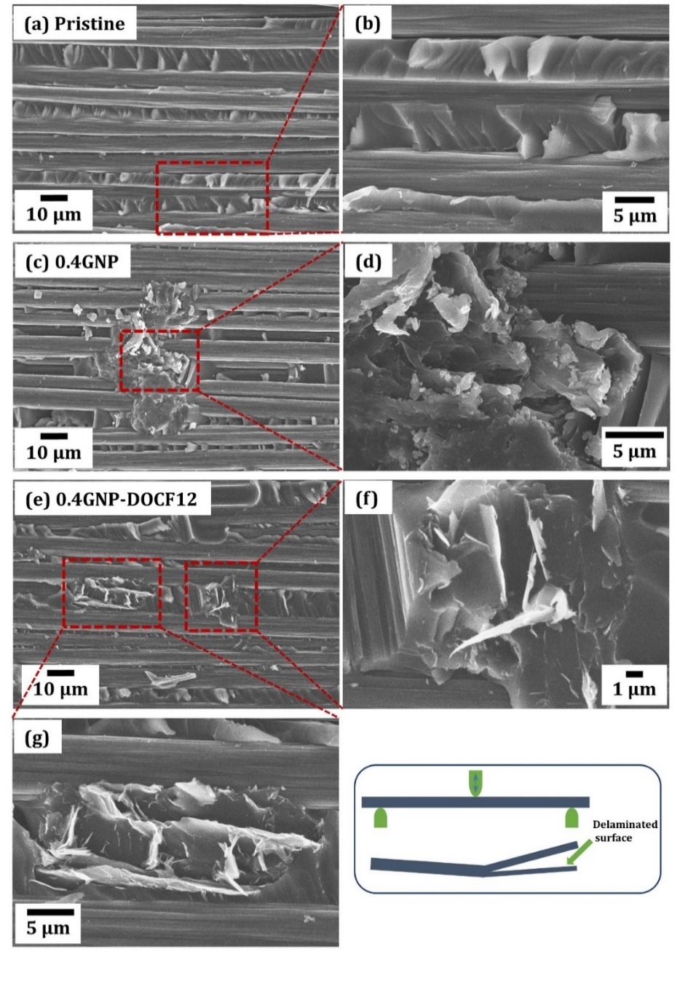 (a) Pristine
(b)
10 μm
5 μm
(c) 0.4GNP
(d)
10 μm
5 μm
(e) 0.4GNP-DOCF12
(f)
10 μm
1 μm
(g)
5 μm
Delaminated
surface